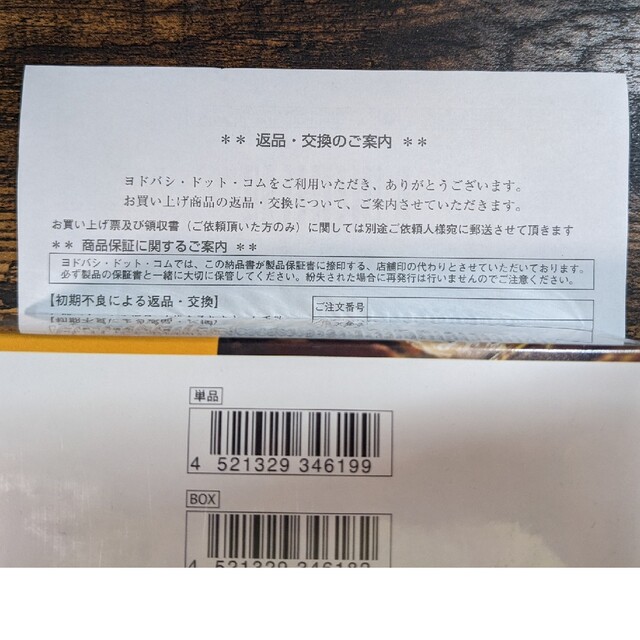 ** 返品・交換のご案内 **
ヨドバシ・ドット・コムをご利用いただき、ありがとうございます。
お買い上げ商品の返品・交換について、ご案内させていただきます。
お買い上げ票及び領収書（ご依頼頂いた方のみ）に関しては別途ご依頼人様宛に郵送させて頂きます
** 商品保証に関するご案内 **
ヨドバシ・ドット・コムでは、この納品書が製品保証書に捺印する、店舗印の代わりとさせていただいております。
必ず製品の保証書と一緒に大切に保管してください。紛失された場合に再発行は行いませんのでご注意ください。
【初期不良による返品・交換】
ご注文番号
単品
4 521329 346199
BOX
4 521329 346182